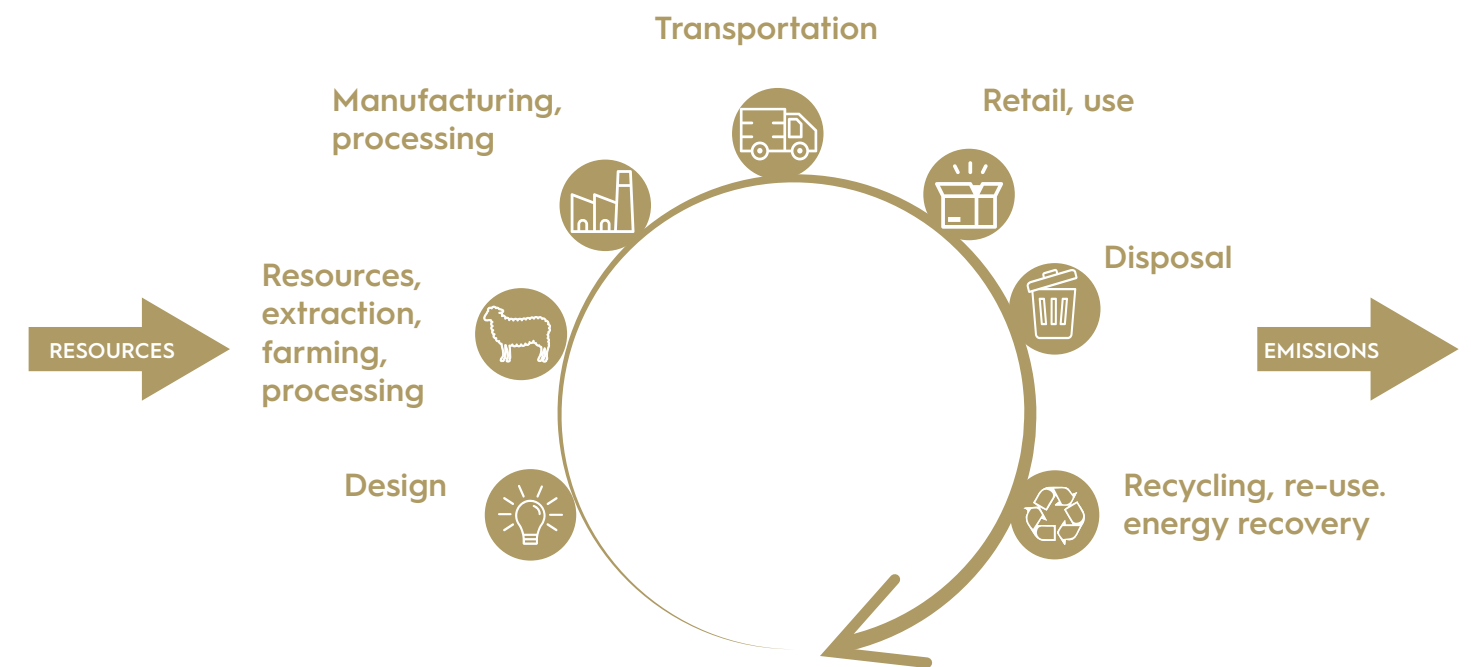 Transportation
Manufacturing,
processing
Retail, use
Disposal
Resources,
extraction,
farming,
processing
RESOURCES
EMISSIONS
Design
Recycling, re-use.
energy recovery